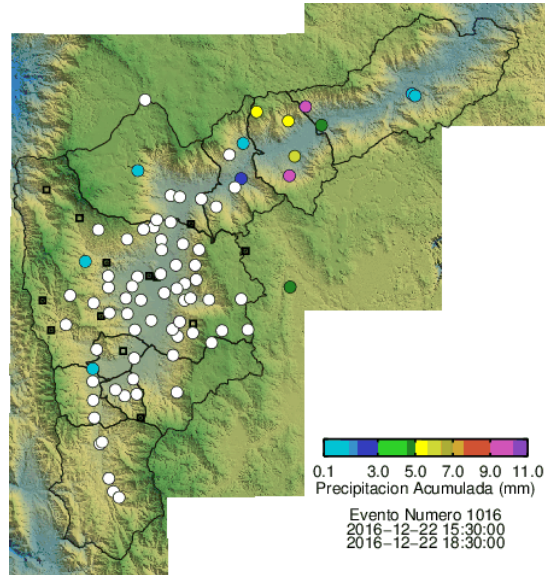 0.1 3.0 5.0 7.0 9.0 11.0
Precipitacion Acumulada (mm)
Evento Numero 1016
2016-12-22 15:30:00
2016-12-22 18:30:00